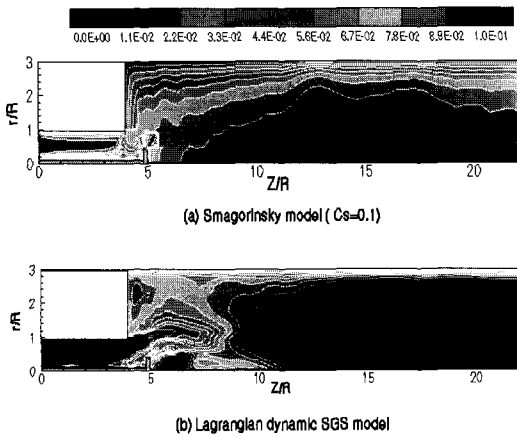 0.0E+00 1.1E-02 2.2E-02 3.3E-02 4.4E-02 5.6E-02 6.7E-02 7.8E-02 8.9E-02 1.0E-01
3
2
1
0
r/R
0 5 10 15 20
Z/R
(a) Smagorinsky model ( Cs=0.1)
3
2
1
0
r/R
0 5 10 15 20
Z/R
(b) Lagrangian dynamic SGS model